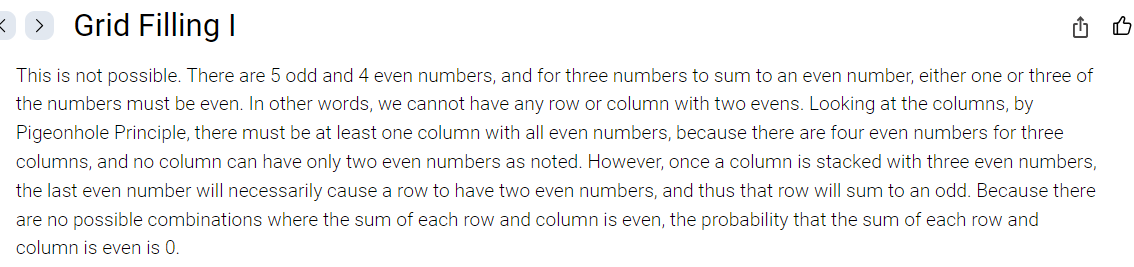 Grid Filling I
This is not possible. There are 5 odd and 4 even numbers, and for three numbers to sum to an even number, either one or three of
the numbers must be even. In other words, we cannot have any row or column with two evens. Looking at the columns, by
Pigeonhole Principle, there must be at least one column with all even numbers, because there are four even numbers for three
columns, and no column can have only two even numbers as noted. However, once a column is stacked with three even numbers,
the last even number will necessarily cause a row to have two even numbers, and thus that row will sum to an odd. Because there
are no possible combinations where the sum of each row and column is even, the probability that the sum of each row and
column is even is 0.